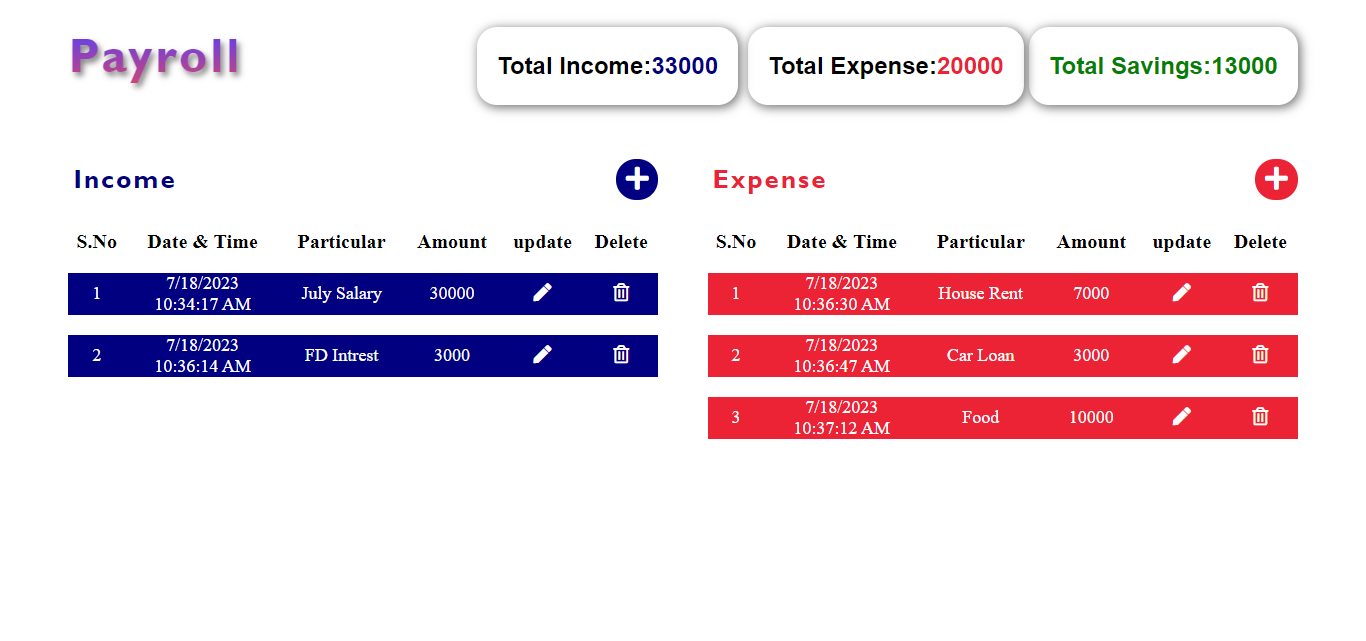 Payroll
Total Income:33000
Total Expense:20000
Total Savings:13000
Income
S.No Date & Time Particular Amount update Delete
1 7/18/2023 10:34:17 AM July Salary 30000
2 7/18/2023 10:36:14 AM FD Intrest 3000
Expense
S.No Date & Time Particular Amount update Delete
1 7/18/2023 10:36:30 AM House Rent 7000
2 7/18/2023 10:36:47 AM Car Loan 3000
3 7/18/2023 10:37:12 AM Food 10000